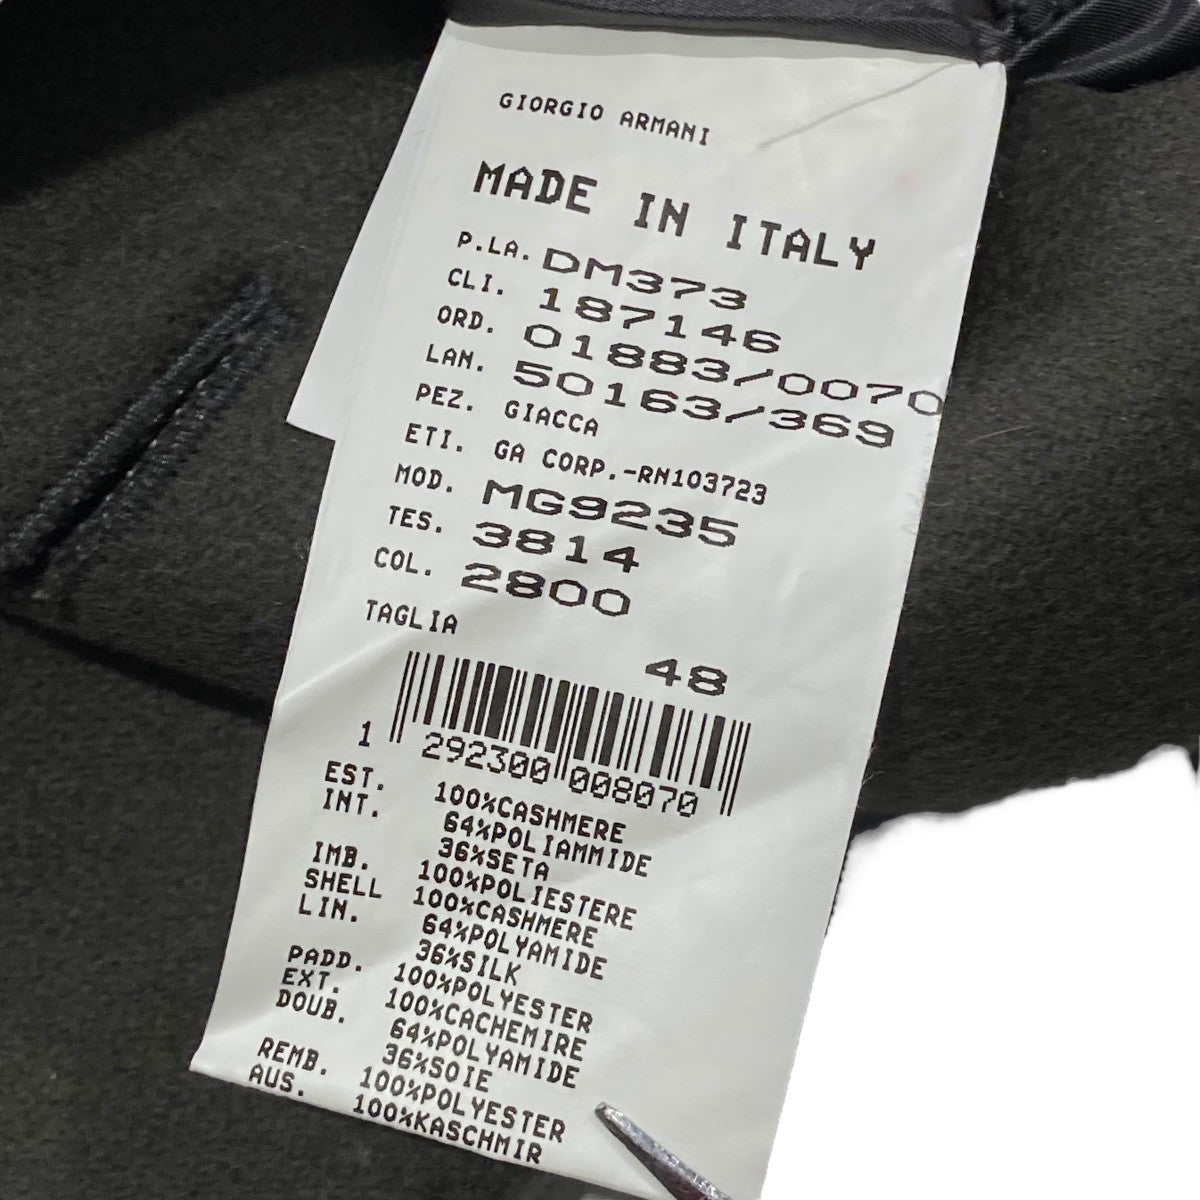 GIORGIO ARMANI
MADE IN ITALY
P.LA. DM373
CLI. 187146
ORD. 01883/0070
LAN. 50163/369
PEZ. GIACCA
ETI. GA CORP.-RN103723
MOD. MG9235
TES. 3814
COL. 2800
TAGLIA
48
1 292300 008070
EST. 100%CASHMERE
INT. 64%POLIAMMIDE
36%SETA
IMB. 100%POLIESTERE
SHELL 100%CASHMERE
LIN. 64%POLYAMIDE
36%SILK
PADD. 100%POLYESTER
EXT. 100%CACHEMIRE
DOUB. 64%POLYAMIDE
36%SOIE
REMB. 100%POLYESTER
AUS. 100%KASCHMIR